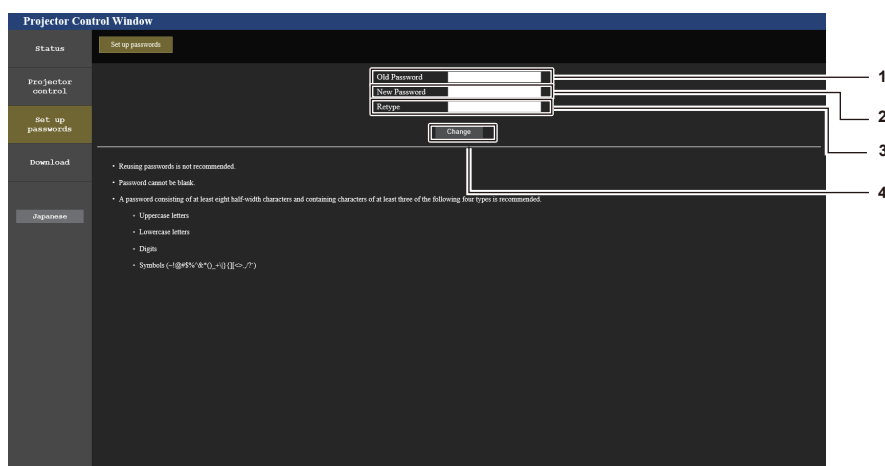 Projector Control Window
Status
Set up passwords
Projector
control
Set up
passwords
Download
Japanese
Old Password
New Password
Retype
Change
1
2
3
4
• Reusing passwords is not recommended.
• Password cannot be blank.
• A password consisting of at least eight half-width characters and containing characters of at least three of the following four types is recommended.
• Uppercase letters
• Lowercase letters
• Digits
• Symbols